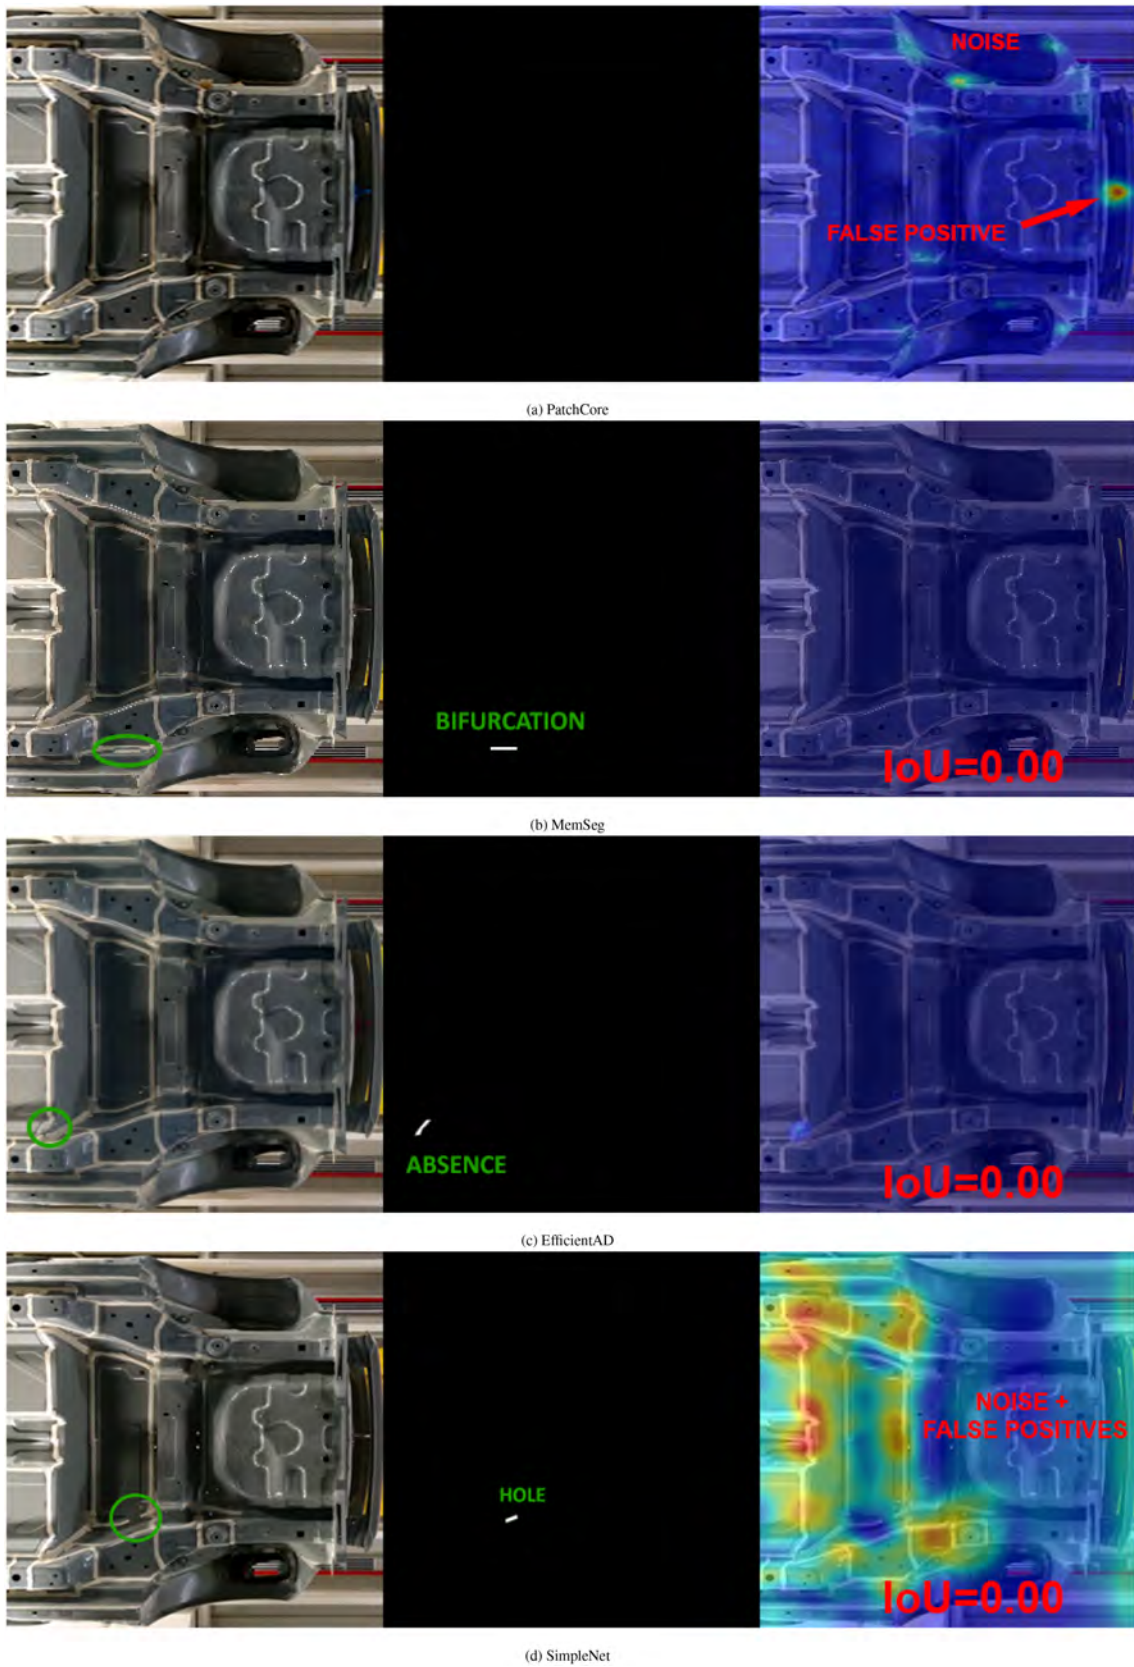 NOISE
FALSE POSITIVE
(a) PatchCore
BIFURCATION
IoU=0.00
(b) MemSeg
ABSENCE
IoU=0.00
(c) EfficientAD
HOLE
NOISE +
FALSE POSITIVES
IoU=0.00
(d) SimpleNet